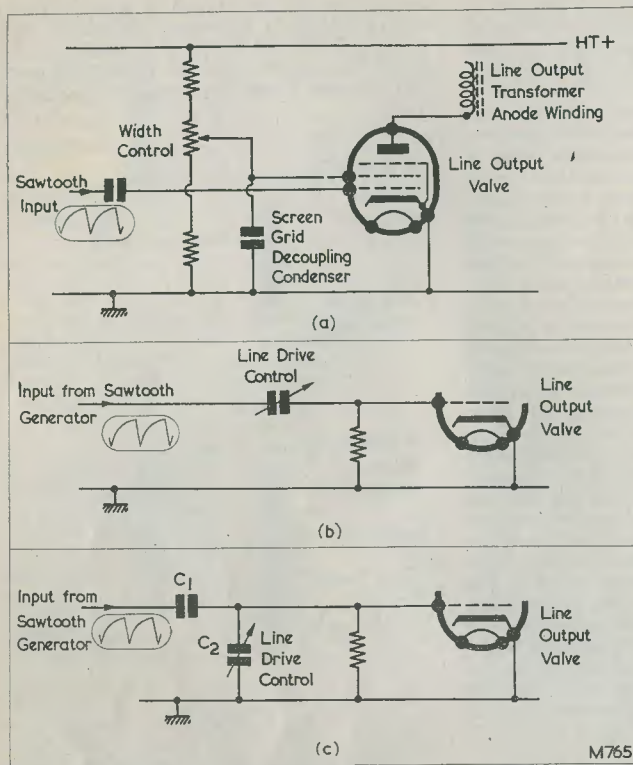 HT+
Line Output
Transformer
Anode Winding
Width
Control
Line Output
Valve
Sawtooth
Input
Screen
Grid
Decoupling
Condenser
(a)
Line Drive
Control
Input from Sawtooth
Generator
Line
Output
Valve
(b)
Input from
Sawtooth
Generator
C1
C2
Line
Drive
Control
Line
Output
Valve
(c)
M765